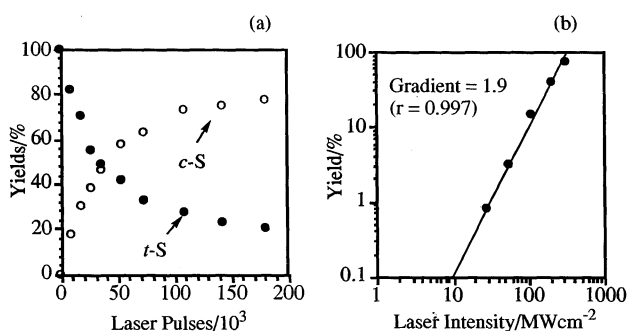 (a)
100
80
60
40
20
0
Yields/%
c-S
t-S
0 50 100 150 200
Laser Pulses/10³
(b)
100
10
1
0.1
Yield/%
Gradient = 1.9
(r = 0.997)
1 10 100 1000
Laser Intensity/MWcm⁻²